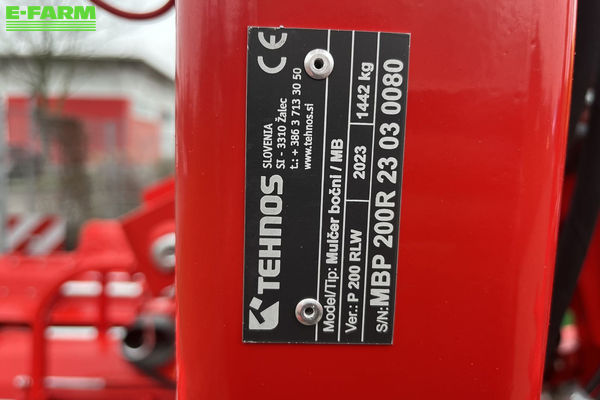 E-FARM
TEHNOS
SLOVENIA
SI - 3310 Žalec
t.: + 386 3 713 30 50
www.tehnos.si
CE
Model/Tip: Mulčer bočni / MB
Ver.: P 200 RLW 2023 1442 kg
S/N: MBP 200R 23 03 0080